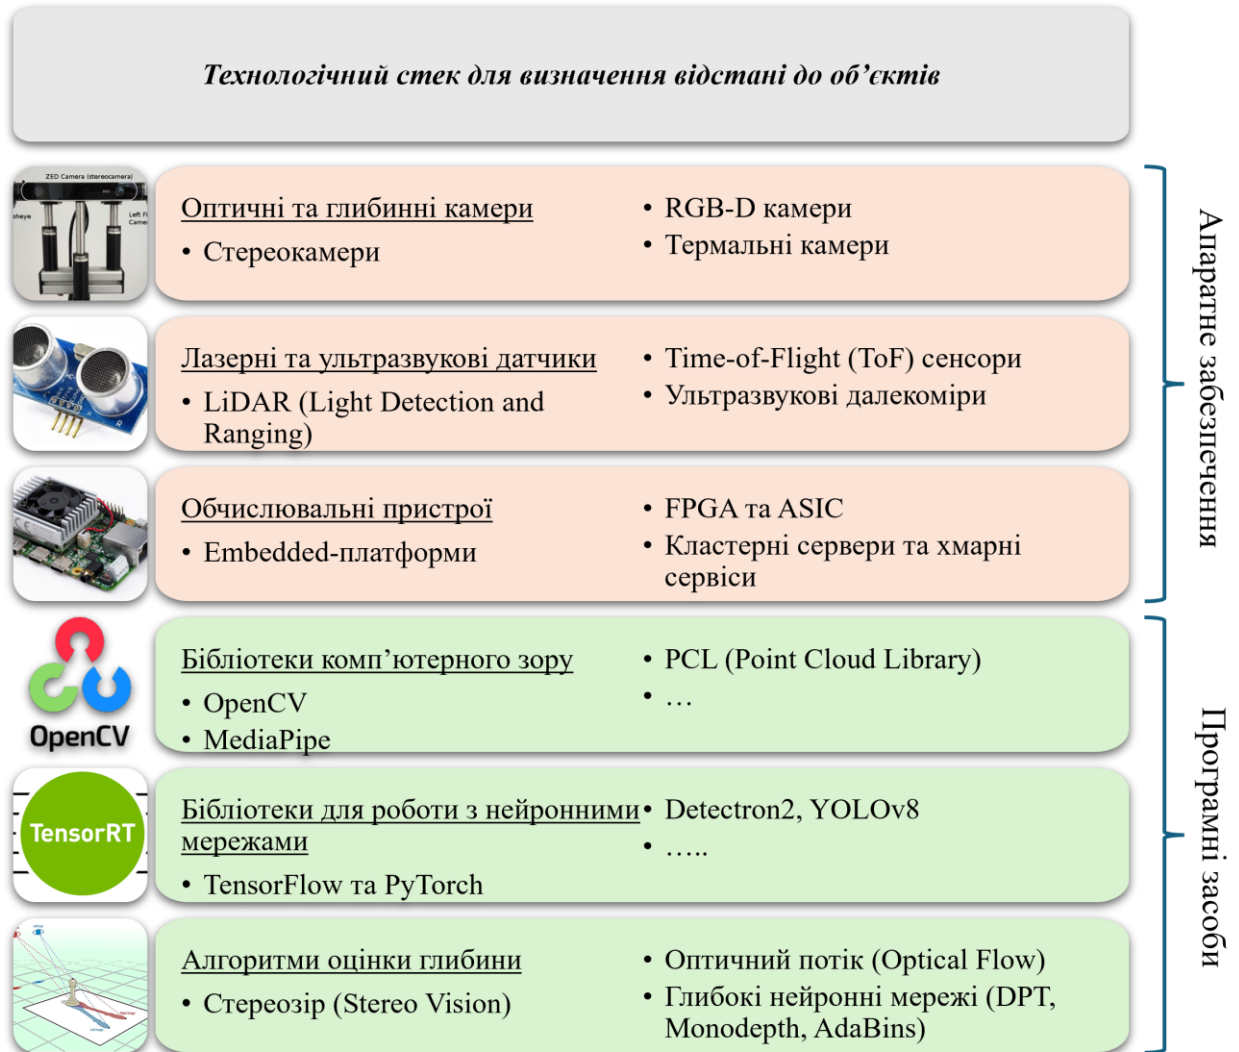 Технологічний стек для визначення відстані до об’єктів
ZED Camera (stereocamera)
sheye
Left Fi
Came
Оптичні та глибинні камери
• Стереокамери
• RGB-D камери
• Термальні камери
Лазерні та ультразвукові датчики
• LiDAR (Light Detection and
Ranging)
• Time-of-Flight (ToF) сенсори
• Ультразвукові далекоміри
Обчислювальні пристрої
• Embedded-платформи
• FPGA та ASIC
• Кластерні сервери та хмарні
сервіси
Апаратне забезпечення
OpenCV
Бібліотеки комп’ютерного зору
• OpenCV
• MediaPipe
• PCL (Point Cloud Library)
• …
TensorRT
Бібліотеки для роботи з нейронними
мережами
• TensorFlow та PyTorch
• Detectron2, YOLOv8
• …..
Алгоритми оцінки глибини
• Стереозір (Stereo Vision)
• Оптичний потік (Optical Flow)
• Глибокі нейронні мережі (DPT,
Monodepth, AdaBins)
Програмні засоби